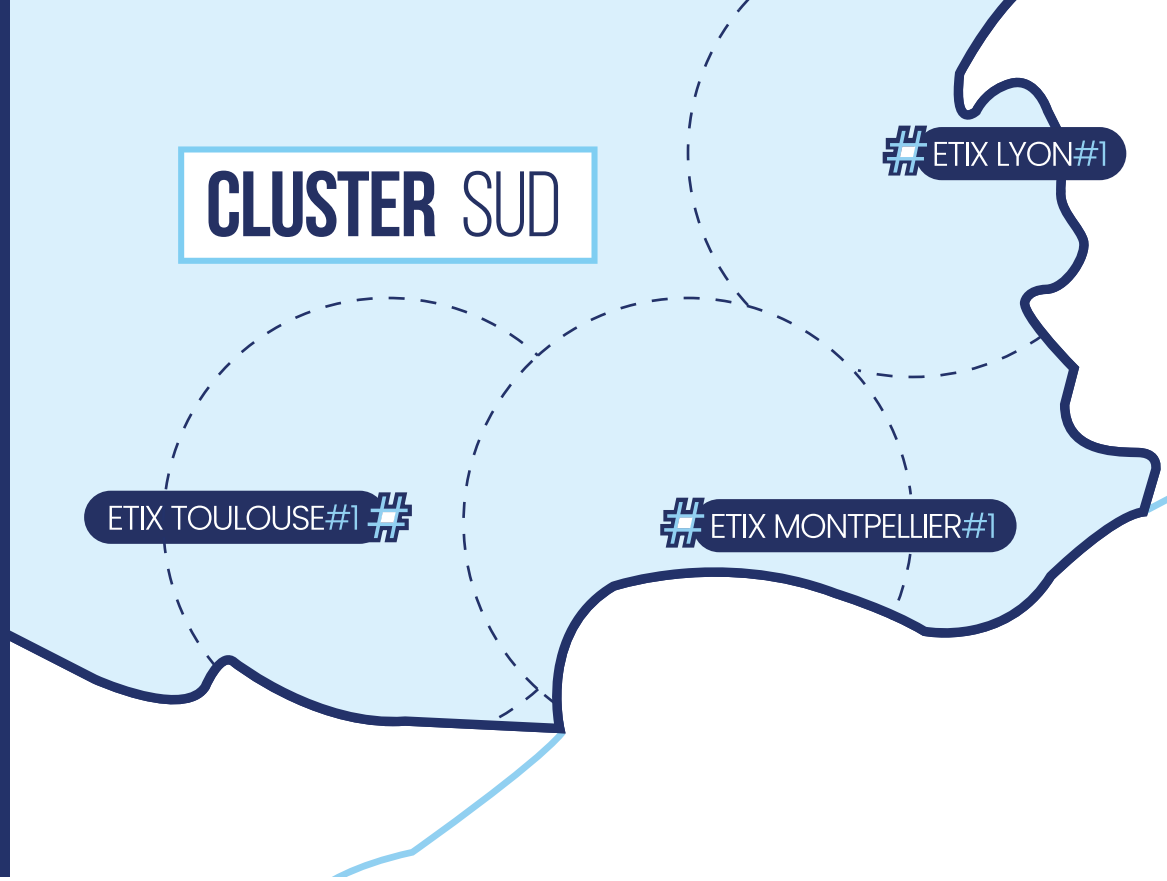 # ETIX LYON#1
CLUSTER SUD
ETIX TOULOUSE#1 #
# ETIX MONTPELLIER#1